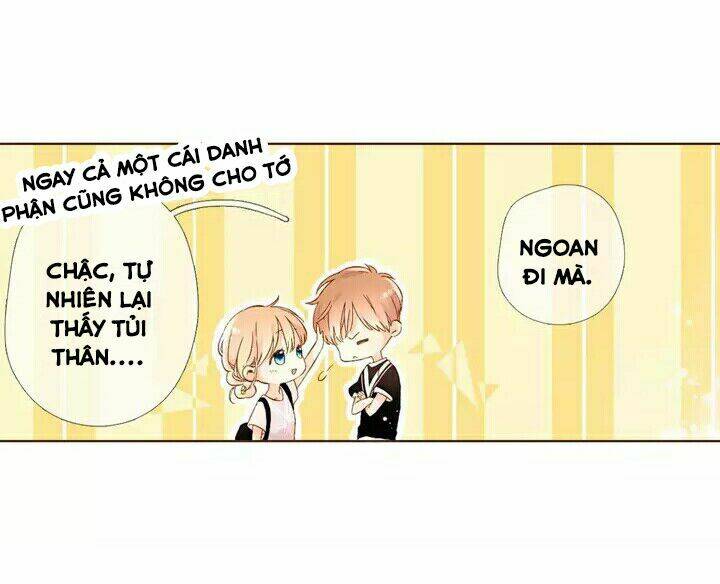 NGAY CẢ MỘT CÁI DANH
PHẬN CŨNG KHÔNG CHO TỚ
CHẬC, TỰ
NHIÊN LẠI
THẤY TỦI
THÂN....
NGOAN
ĐI MÀ.